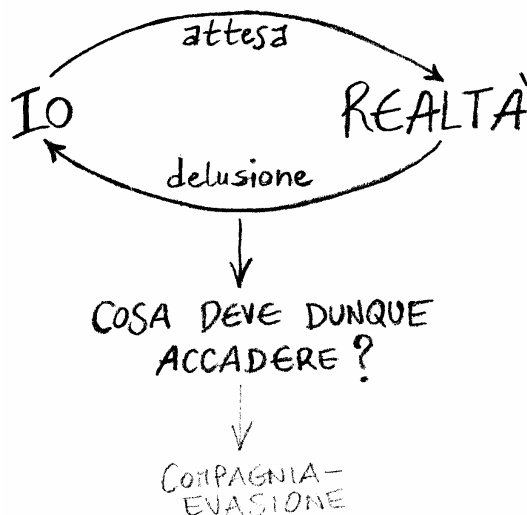 attesa
IO REALTÀ
delusione
COSA DEVE DUNQUE
ACCADERE?
COMPAGNIA-
EVASIONE